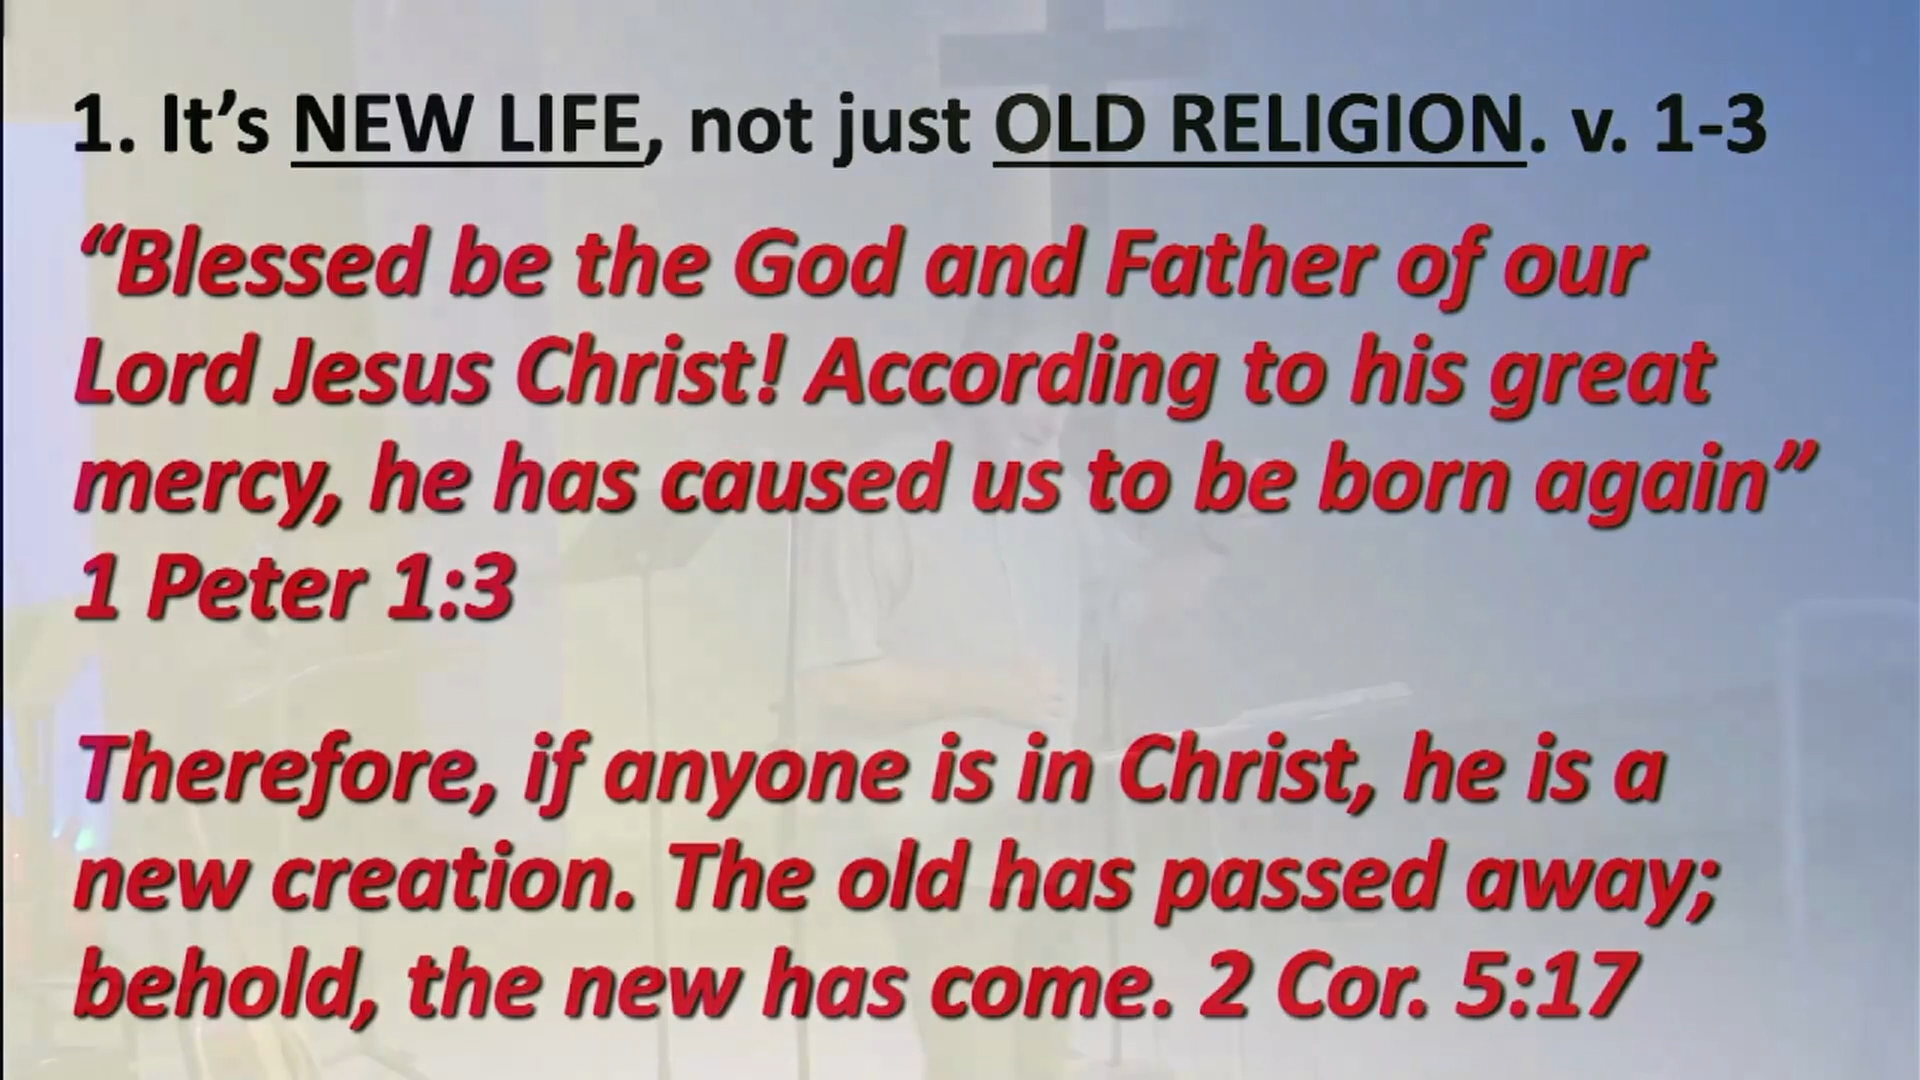 1. It’s NEW LIFE, not just OLD RELIGION. v. 1-3
“Blessed be the God and Father of our
Lord Jesus Christ! According to his great
mercy, he has caused us to be born again”
1 Peter 1:3
Therefore, if anyone is in Christ, he is a
new creation. The old has passed away;
behold, the new has come. 2 Cor. 5:17